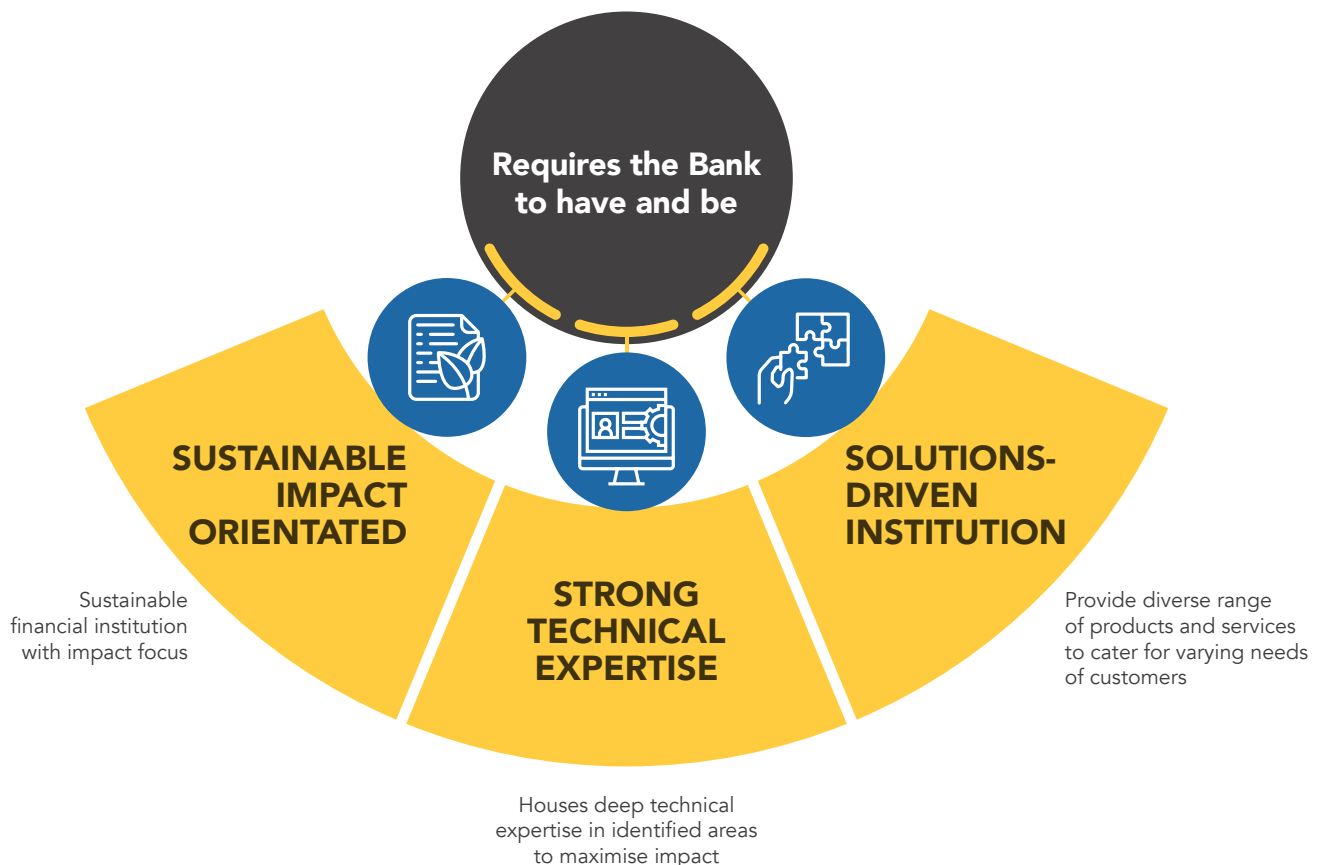 Requires the Bank
to have and be
SUSTAINABLE
IMPACT
ORIENTATED
Sustainable
financial institution
with impact focus
STRONG
TECHNICAL
EXPERTISE
Houses deep technical
expertise in identified areas
to maximise impact
SOLUTIONS-
DRIVEN
INSTITUTION
Provide diverse range
of products and services
to cater for varying needs
of customers